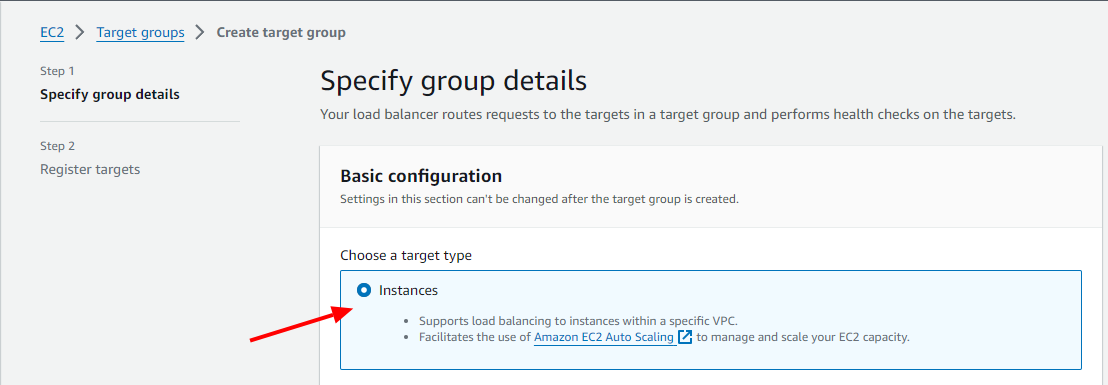 EC2 > Target groups > Create target group
Step 1
Specify group details
Step 2
Register targets
Specify group details
Your load balancer routes requests to the targets in a target group and performs health checks on the targets.
Basic configuration
Settings in this section can't be changed after the target group is created.
Choose a target type
Instances
• Supports load balancing to instances within a specific VPC.
• Facilitates the use of Amazon EC2 Auto Scaling to manage and scale your EC2 capacity.